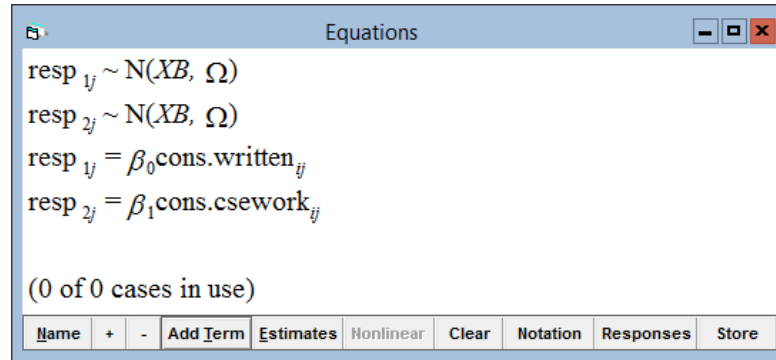 Equations
resp 1j ~ N(XB, Ω)
resp 2j ~ N(XB, Ω)
resp 1j = β0cons.writtenij
resp 2j = β1cons.cseworkij
(0 of 0 cases in use)
Name + - Add Term Estimates Nonlinear Clear Notation Responses Store